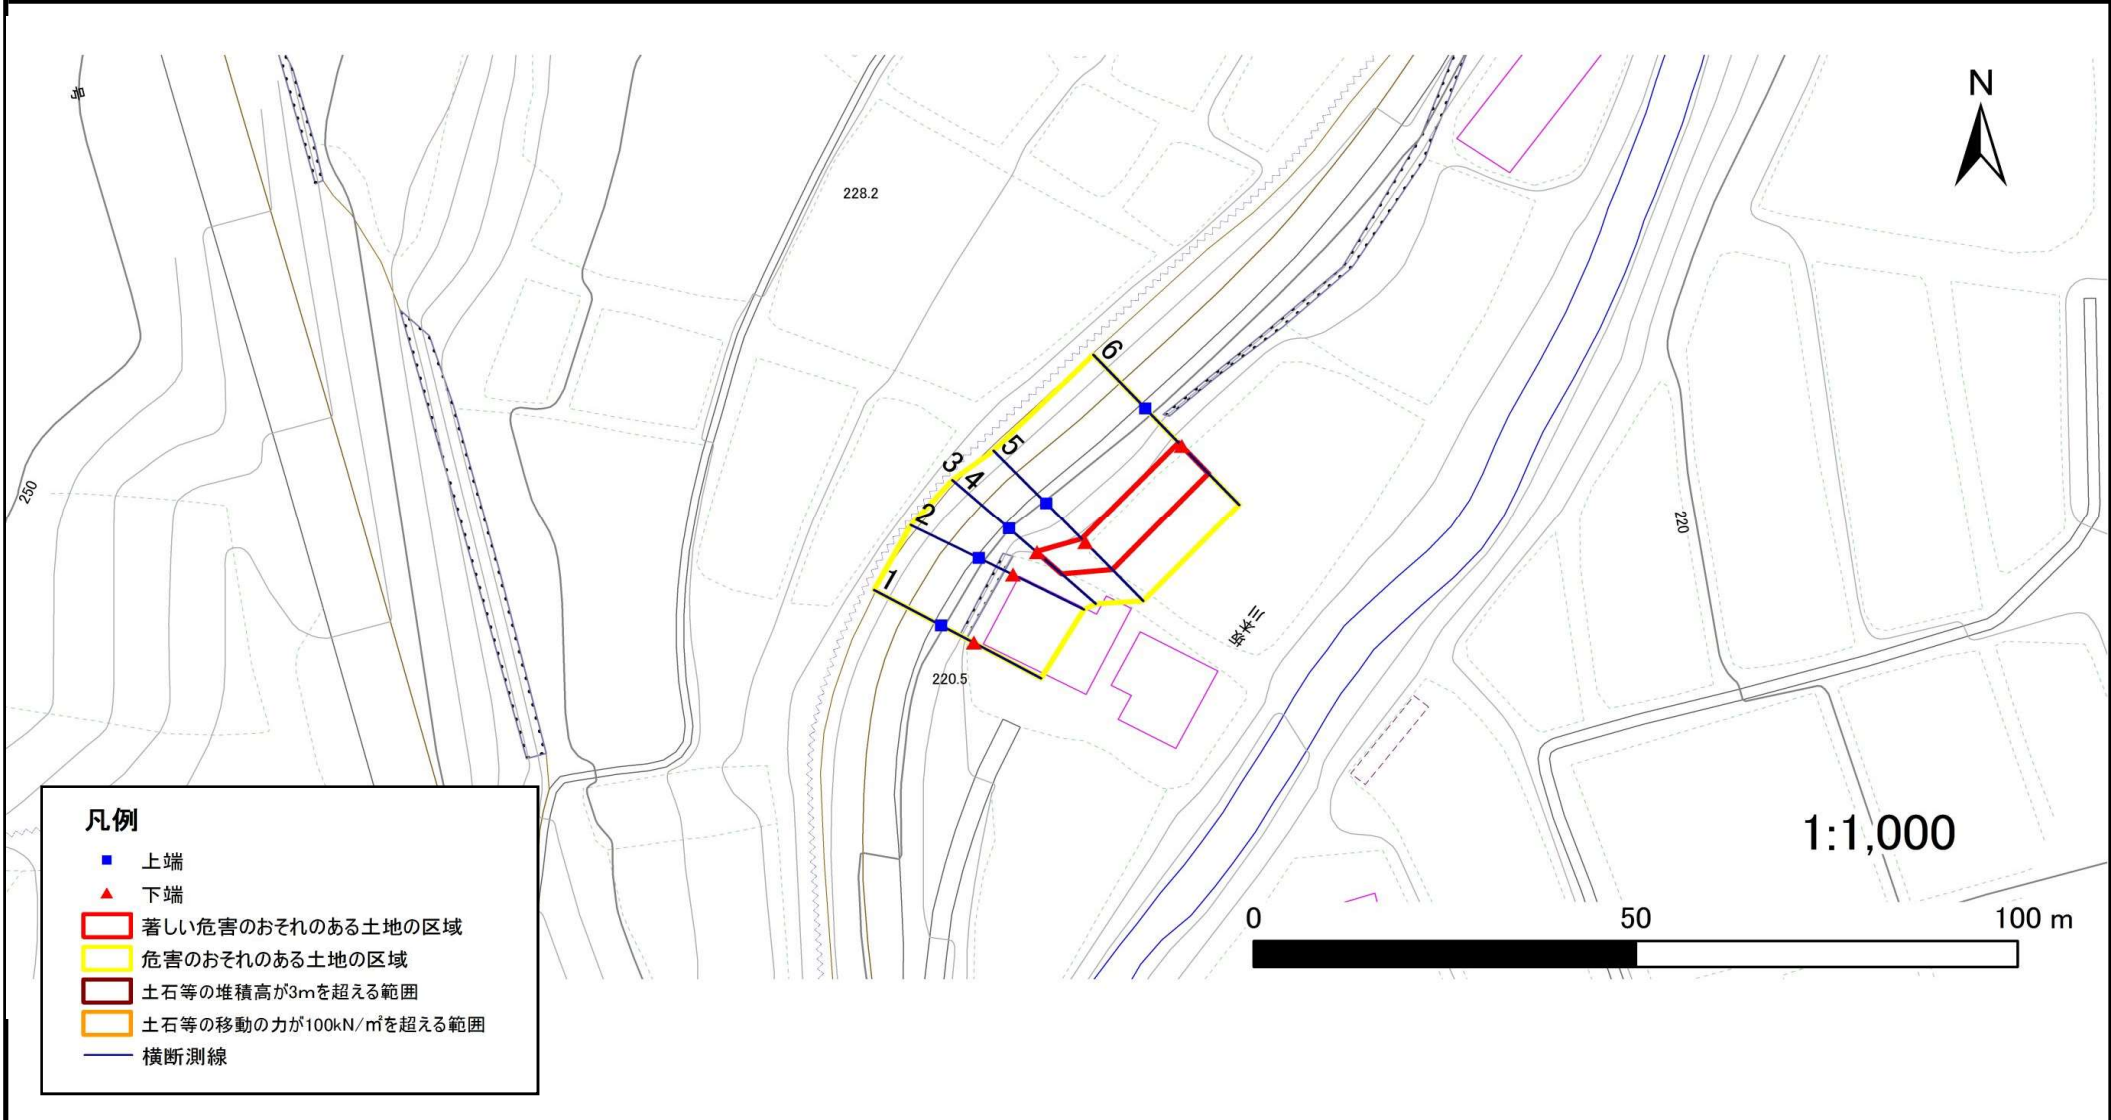 号
N
228.2
6
5
3
4
250
2
220
1
三本坂
220.5
凡例
上端
下端
著しい危害のおそれのある土地の区域
危害のおそれのある土地の区域
土石等の堆積高が3mを超える範囲
土石等の移動の力が100kN/㎡を超える範囲
横断測線
1:1,000
0 50 100 m